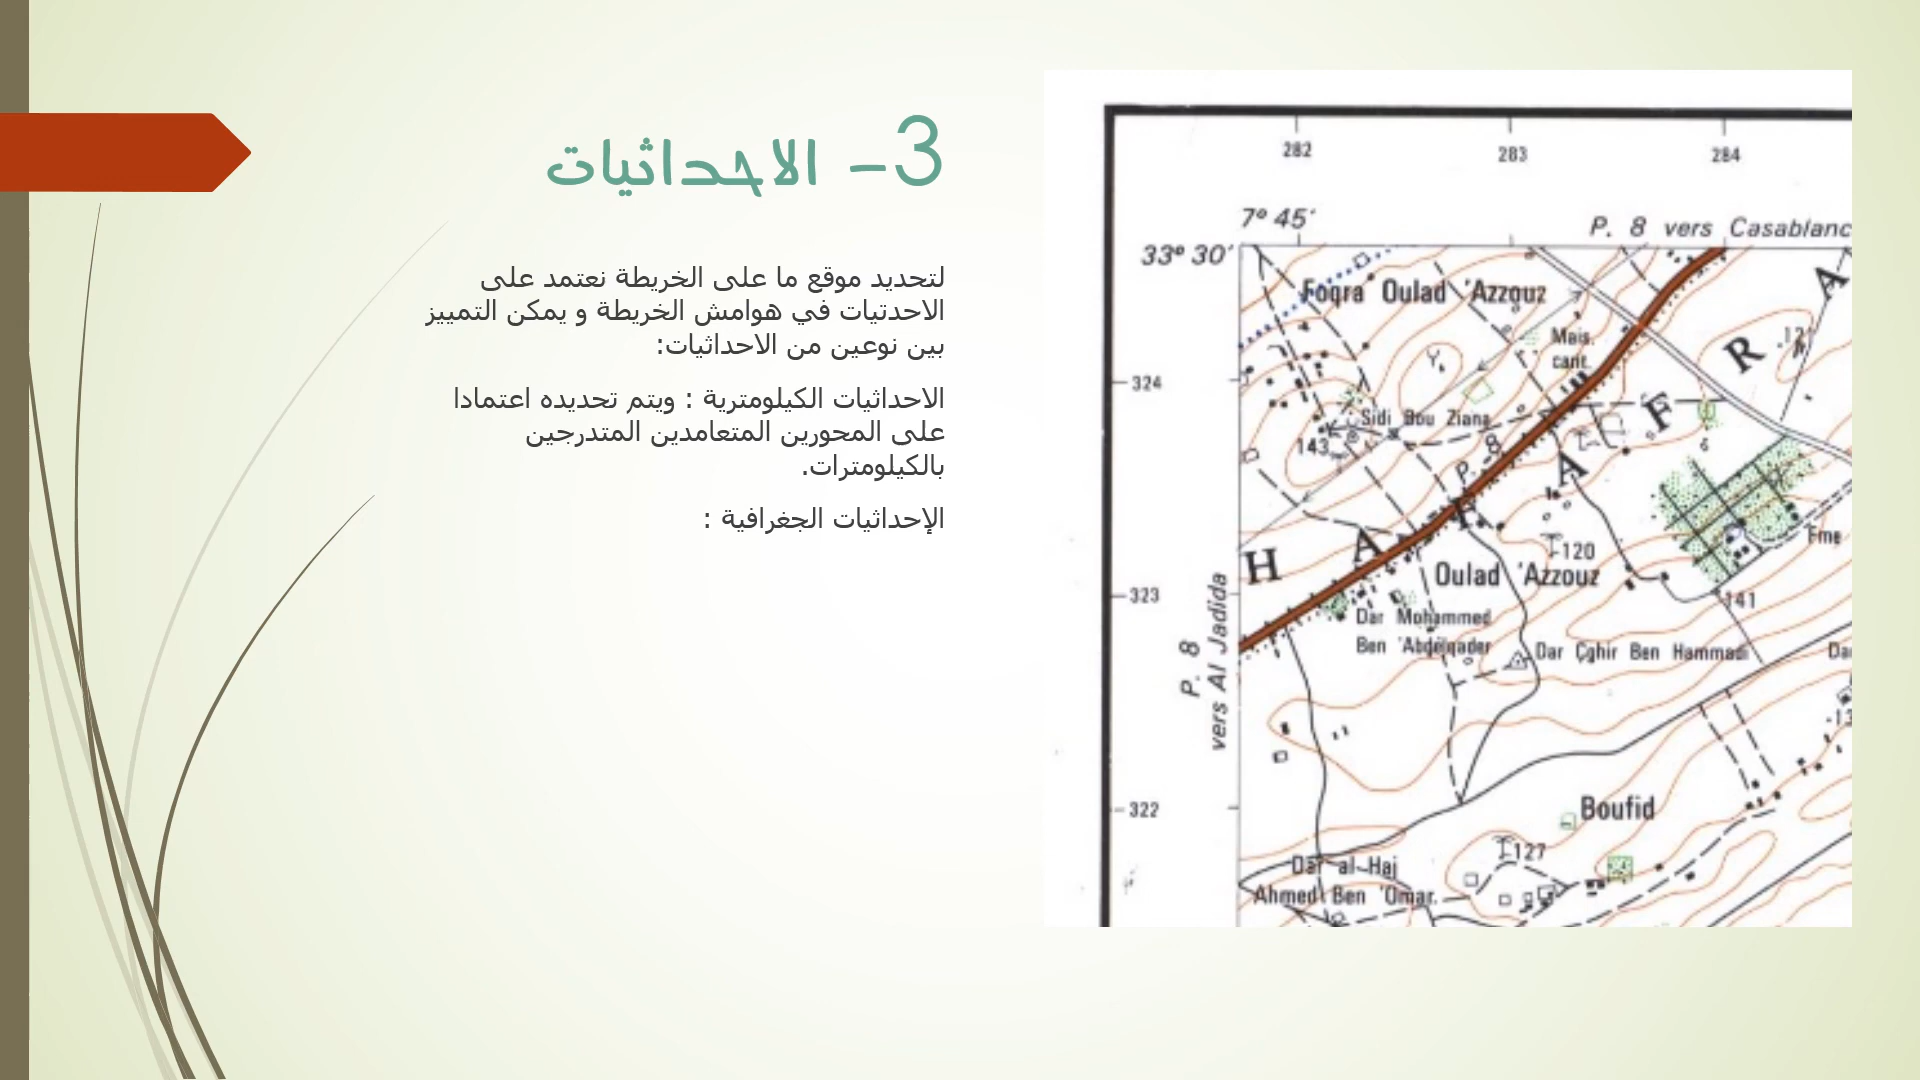 3- الاحداثيات
لتحديد موقع ما على الخريطة نعتمد على
الاحدتيات في هوامش الخريطة و يمكن التمييز
بين نوعين من الاحداثيات:
الاحداثيات الكيلومترية : ويتم تحديده اعتمادا
على المحورين المتعامدين المتدرجين
بالكيلومترات.
الإحداثيات الجغرافية :
282 283 284
7º 45′
P. 8 vers Casablanc
33º 30′
Foqra Oulad 'Azzouz
Mais.
cant.
324
Sidi Bou Ziana
143
P. 8
H A L A F R A
120
Fme
Oulad 'Azzouz
323
141
Dar Mohammed
Ben 'Abdelqader
Dar Çghir Ben Hammadi
Da
P. 8
vers Al Jadida
322
Boufid
127
Dar al-Haj
Ahmed Ben 'Omar.